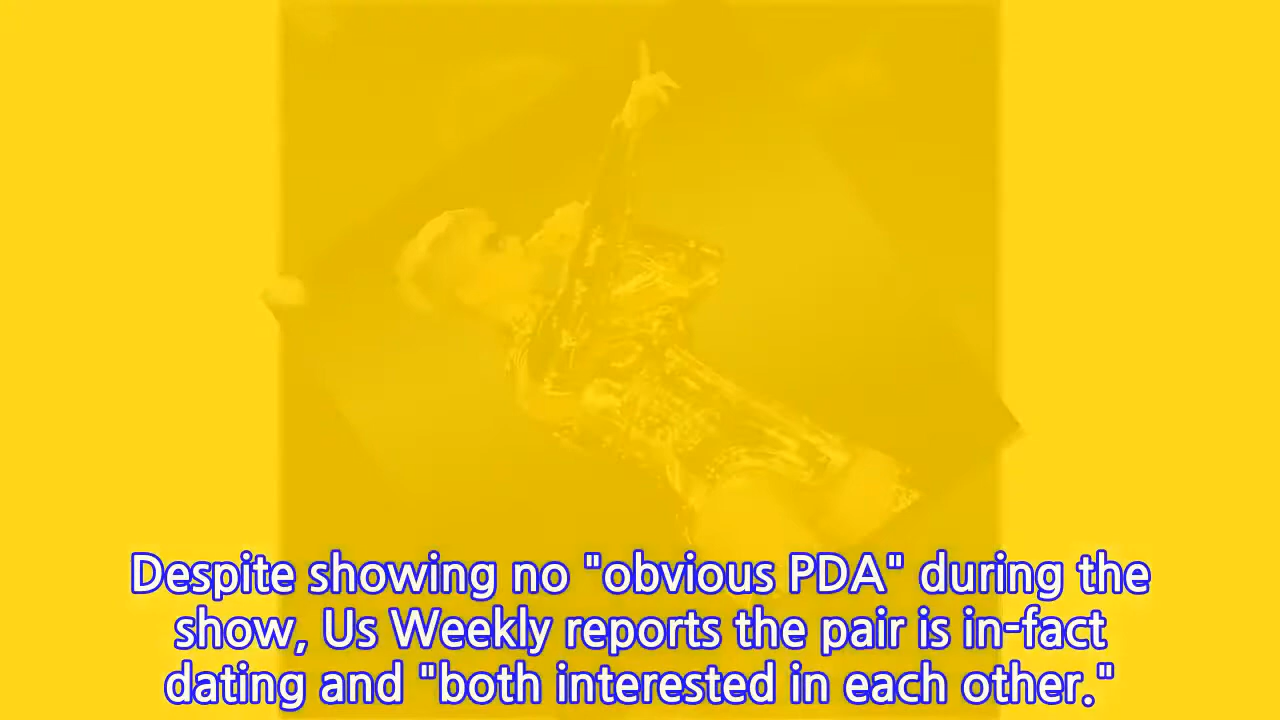 Despite showing no "obvious PDA" during the
show, Us Weekly reports the pair is in-fact
dating and "both interested in each other."